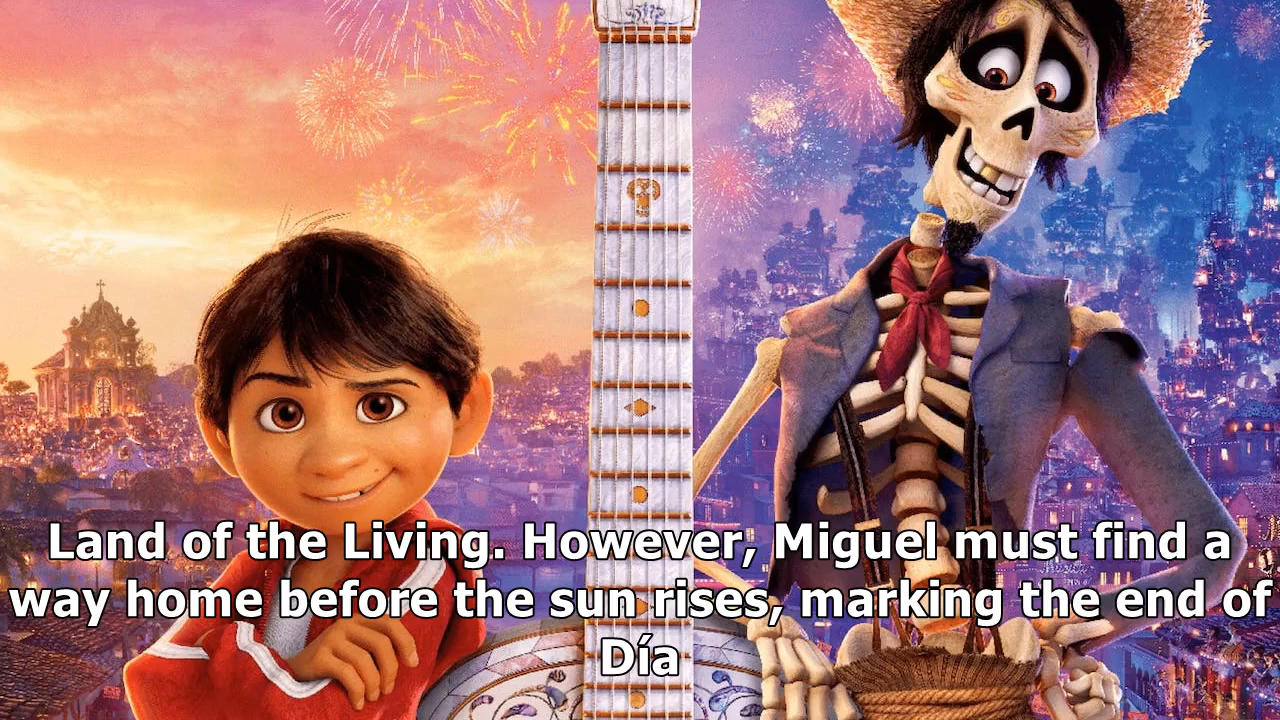 Land of the Living. However, Miguel must find a
way home before the sun rises, marking the end of
Día